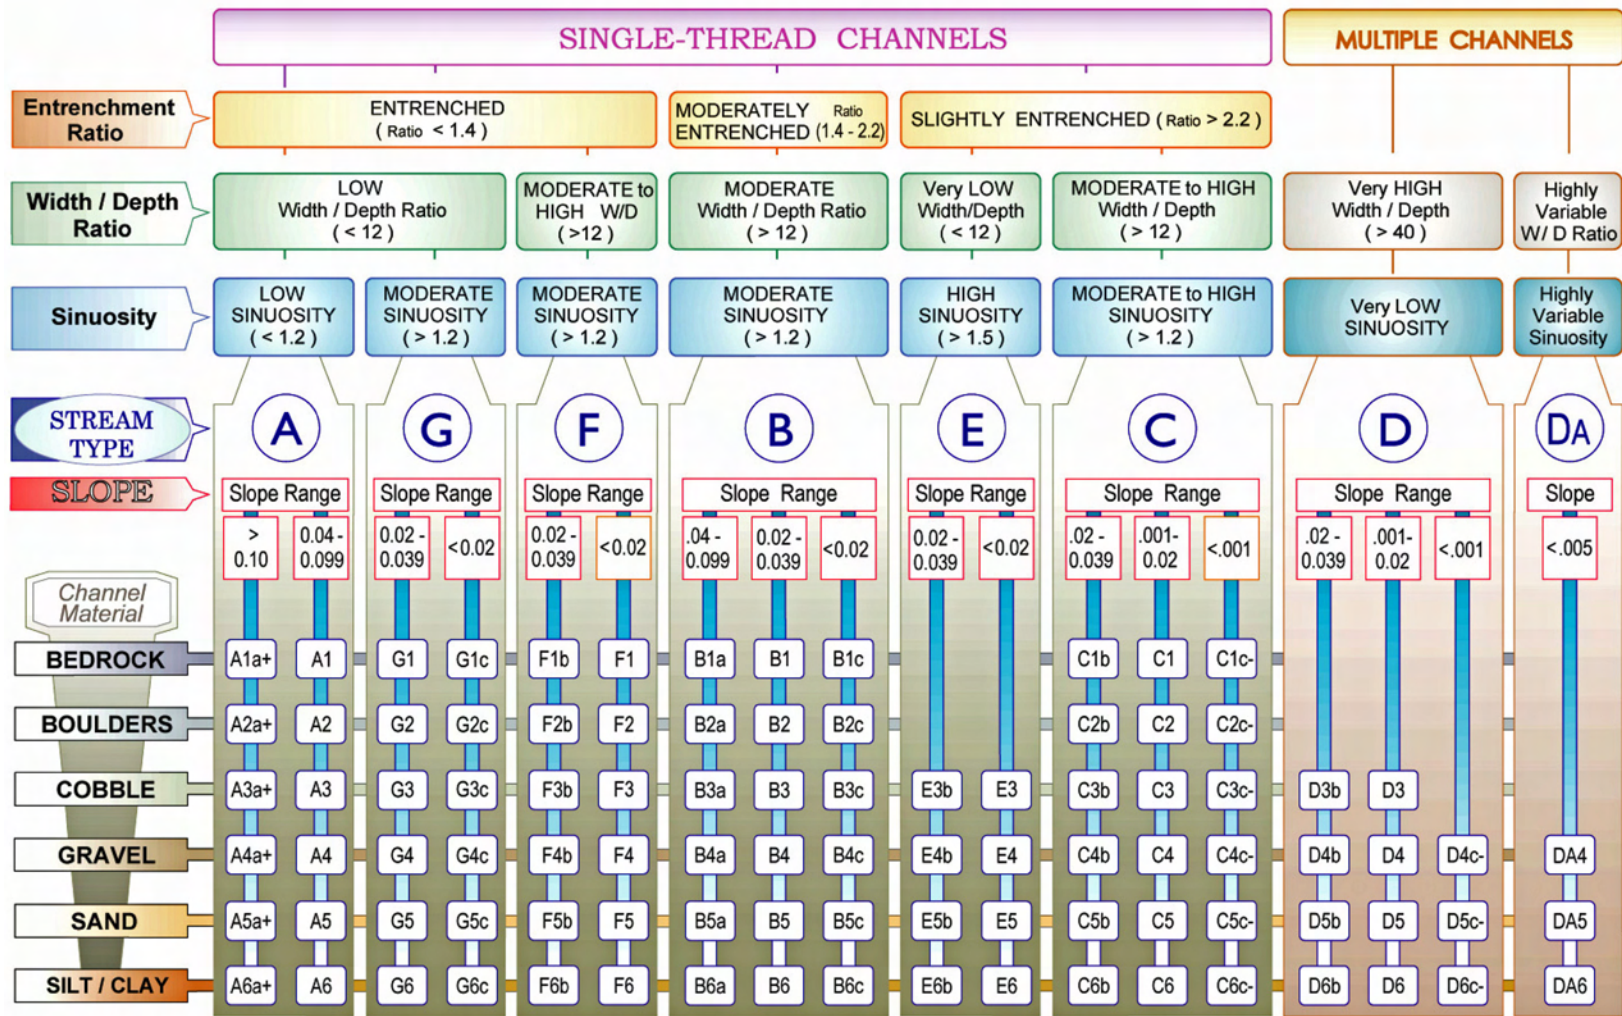 SINGLE-THREAD CHANNELS
MULTIPLE CHANNELS
Entrenchment
Ratio
ENTRENCHED
( Ratio < 1.4 )
MODERATELY Ratio
ENTRENCHED (1.4 - 2.2)
SLIGHTLY ENTRENCHED ( Ratio > 2.2 )
Width / Depth
Ratio
LOW
Width / Depth Ratio
( < 12 )
MODERATE to
HIGH W/D
( >12 )
MODERATE
Width / Depth Ratio
( > 12 )
Very LOW
Width/Depth
( < 12 )
MODERATE to HIGH
Width / Depth
( > 12 )
Very HIGH
Width / Depth
( > 40 )
Highly
Variable
W/ D Ratio
Sinuosity
LOW
SINUOSITY
( < 1.2 )
MODERATE
SINUOSITY
( > 1.2 )
MODERATE
SINUOSITY
( > 1.2 )
MODERATE
SINUOSITY
( > 1.2 )
HIGH
SINUOSITY
( > 1.5 )
MODERATE to HIGH
SINUOSITY
( > 1.2 )
Very LOW
SINUOSITY
Highly
Variable
Sinuosity
STREAM
TYPE
A G F B E C D DA
SLOPE
Slope Range Slope Range Slope Range Slope Range Slope Range Slope Range Slope Range Slope
>
0.10
0.04 -
0.099
0.02 -
0.039
<0.02
0.02 -
0.039
<0.02
.04 -
0.099
0.02 -
0.039
<0.02
0.02 -
0.039
<0.02
.02 -
0.039
.001-
0.02
<.001
.02 -
0.039
.001-
0.02
<.001
<.005
Channel
Material
BEDROCK A1a+ A1 G1 G1c F1b F1 B1a B1 B1c C1b C1 C1c-
BOULDERS A2a+ A2 G2 G2c F2b F2 B2a B2 B2c C2b C2 C2c-
COBBLE A3a+ A3 G3 G3c F3b F3 B3a B3 B3c E3b E3 C3b C3 C3c- D3b D3
GRAVEL A4a+ A4 G4 G4c F4b F4 B4a B4 B4c E4b E4 C4b C4 C4c- D4b D4 D4c- DA4
SAND A5a+ A5 G5 G5c F5b F5 B5a B5 B5c E5b E5 C5b C5 C5c- D5b D5 D5c- DA5
SILT / CLAY A6a+ A6 G6 G6c F6b F6 B6a B6 B6c E6b E6 C6b C6 C6c- D6b D6 D6c- DA6